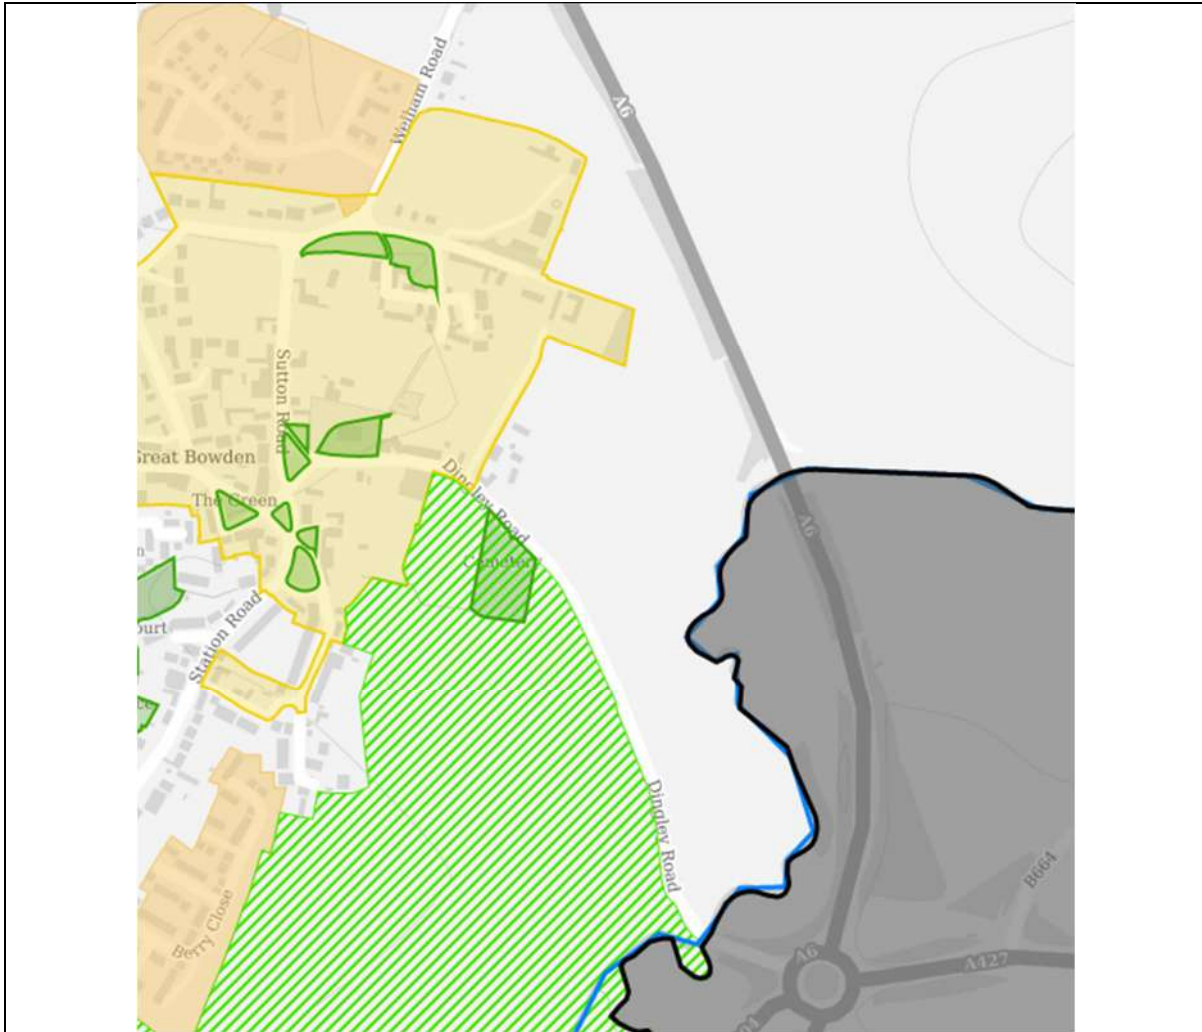 Welham Road
A6
Sutton Road
Great Bowden
The Green
Dingley Road
Cemetery
A6
Station Road
Dingley Road
B664
Berry Close
A6
A427